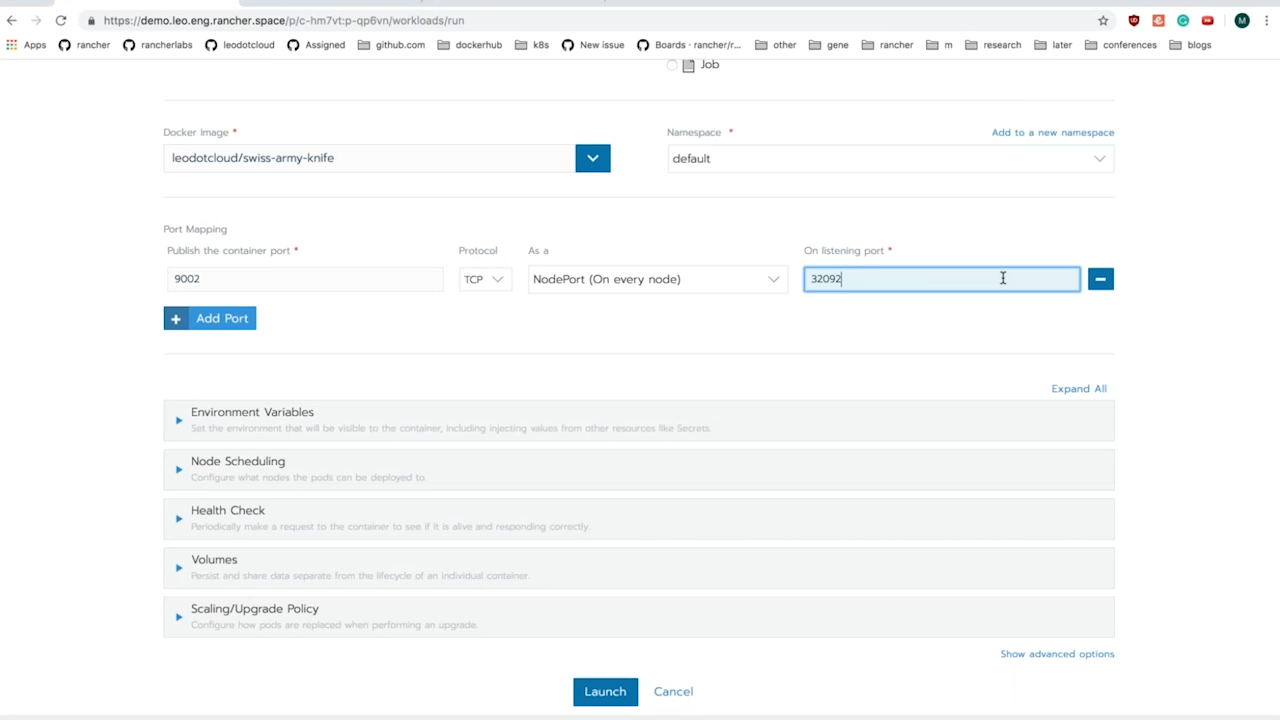 https://demo.leo.eng.rancher.space/p/c-hm7vt:p-qp6vn/workloads/run
M
Apps rancher rancherlabs leodotcloud Assigned github.com dockerhub k8s New issue Boards · rancher/r... other gene rancher m research later conferences blogs
Job
Docker Image * Namespace * Add to a new namespace
leodotcloud/swiss-army-knife default
Port Mapping
Publish the container port * Protocol As a On listening port *
9002 TCP NodePort (On every node) 32092
+ Add Port
Expand All
Environment Variables
Set the environment that will be visible to the container, including injecting values from other resources like Secrets.
Node Scheduling
Configure what nodes the pods can be deployed to.
Health Check
Periodically make a request to the container to see if it is alive and responding correctly.
Volumes
Persist and share data separate from the lifecycle of an individual container.
Scaling/Upgrade Policy
Configure how pods are replaced when performing an upgrade.
Show advanced options
Launch Cancel